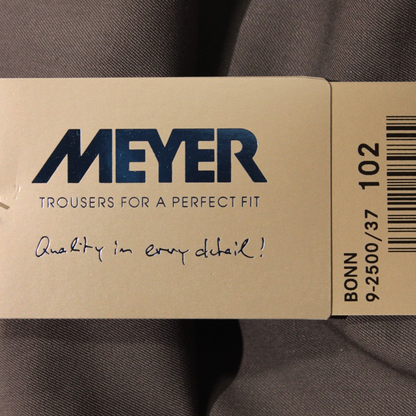 MEYER
TROUSERS FOR A PERFECT FIT
Quality in every detail!
BONN
9-2500/37 102